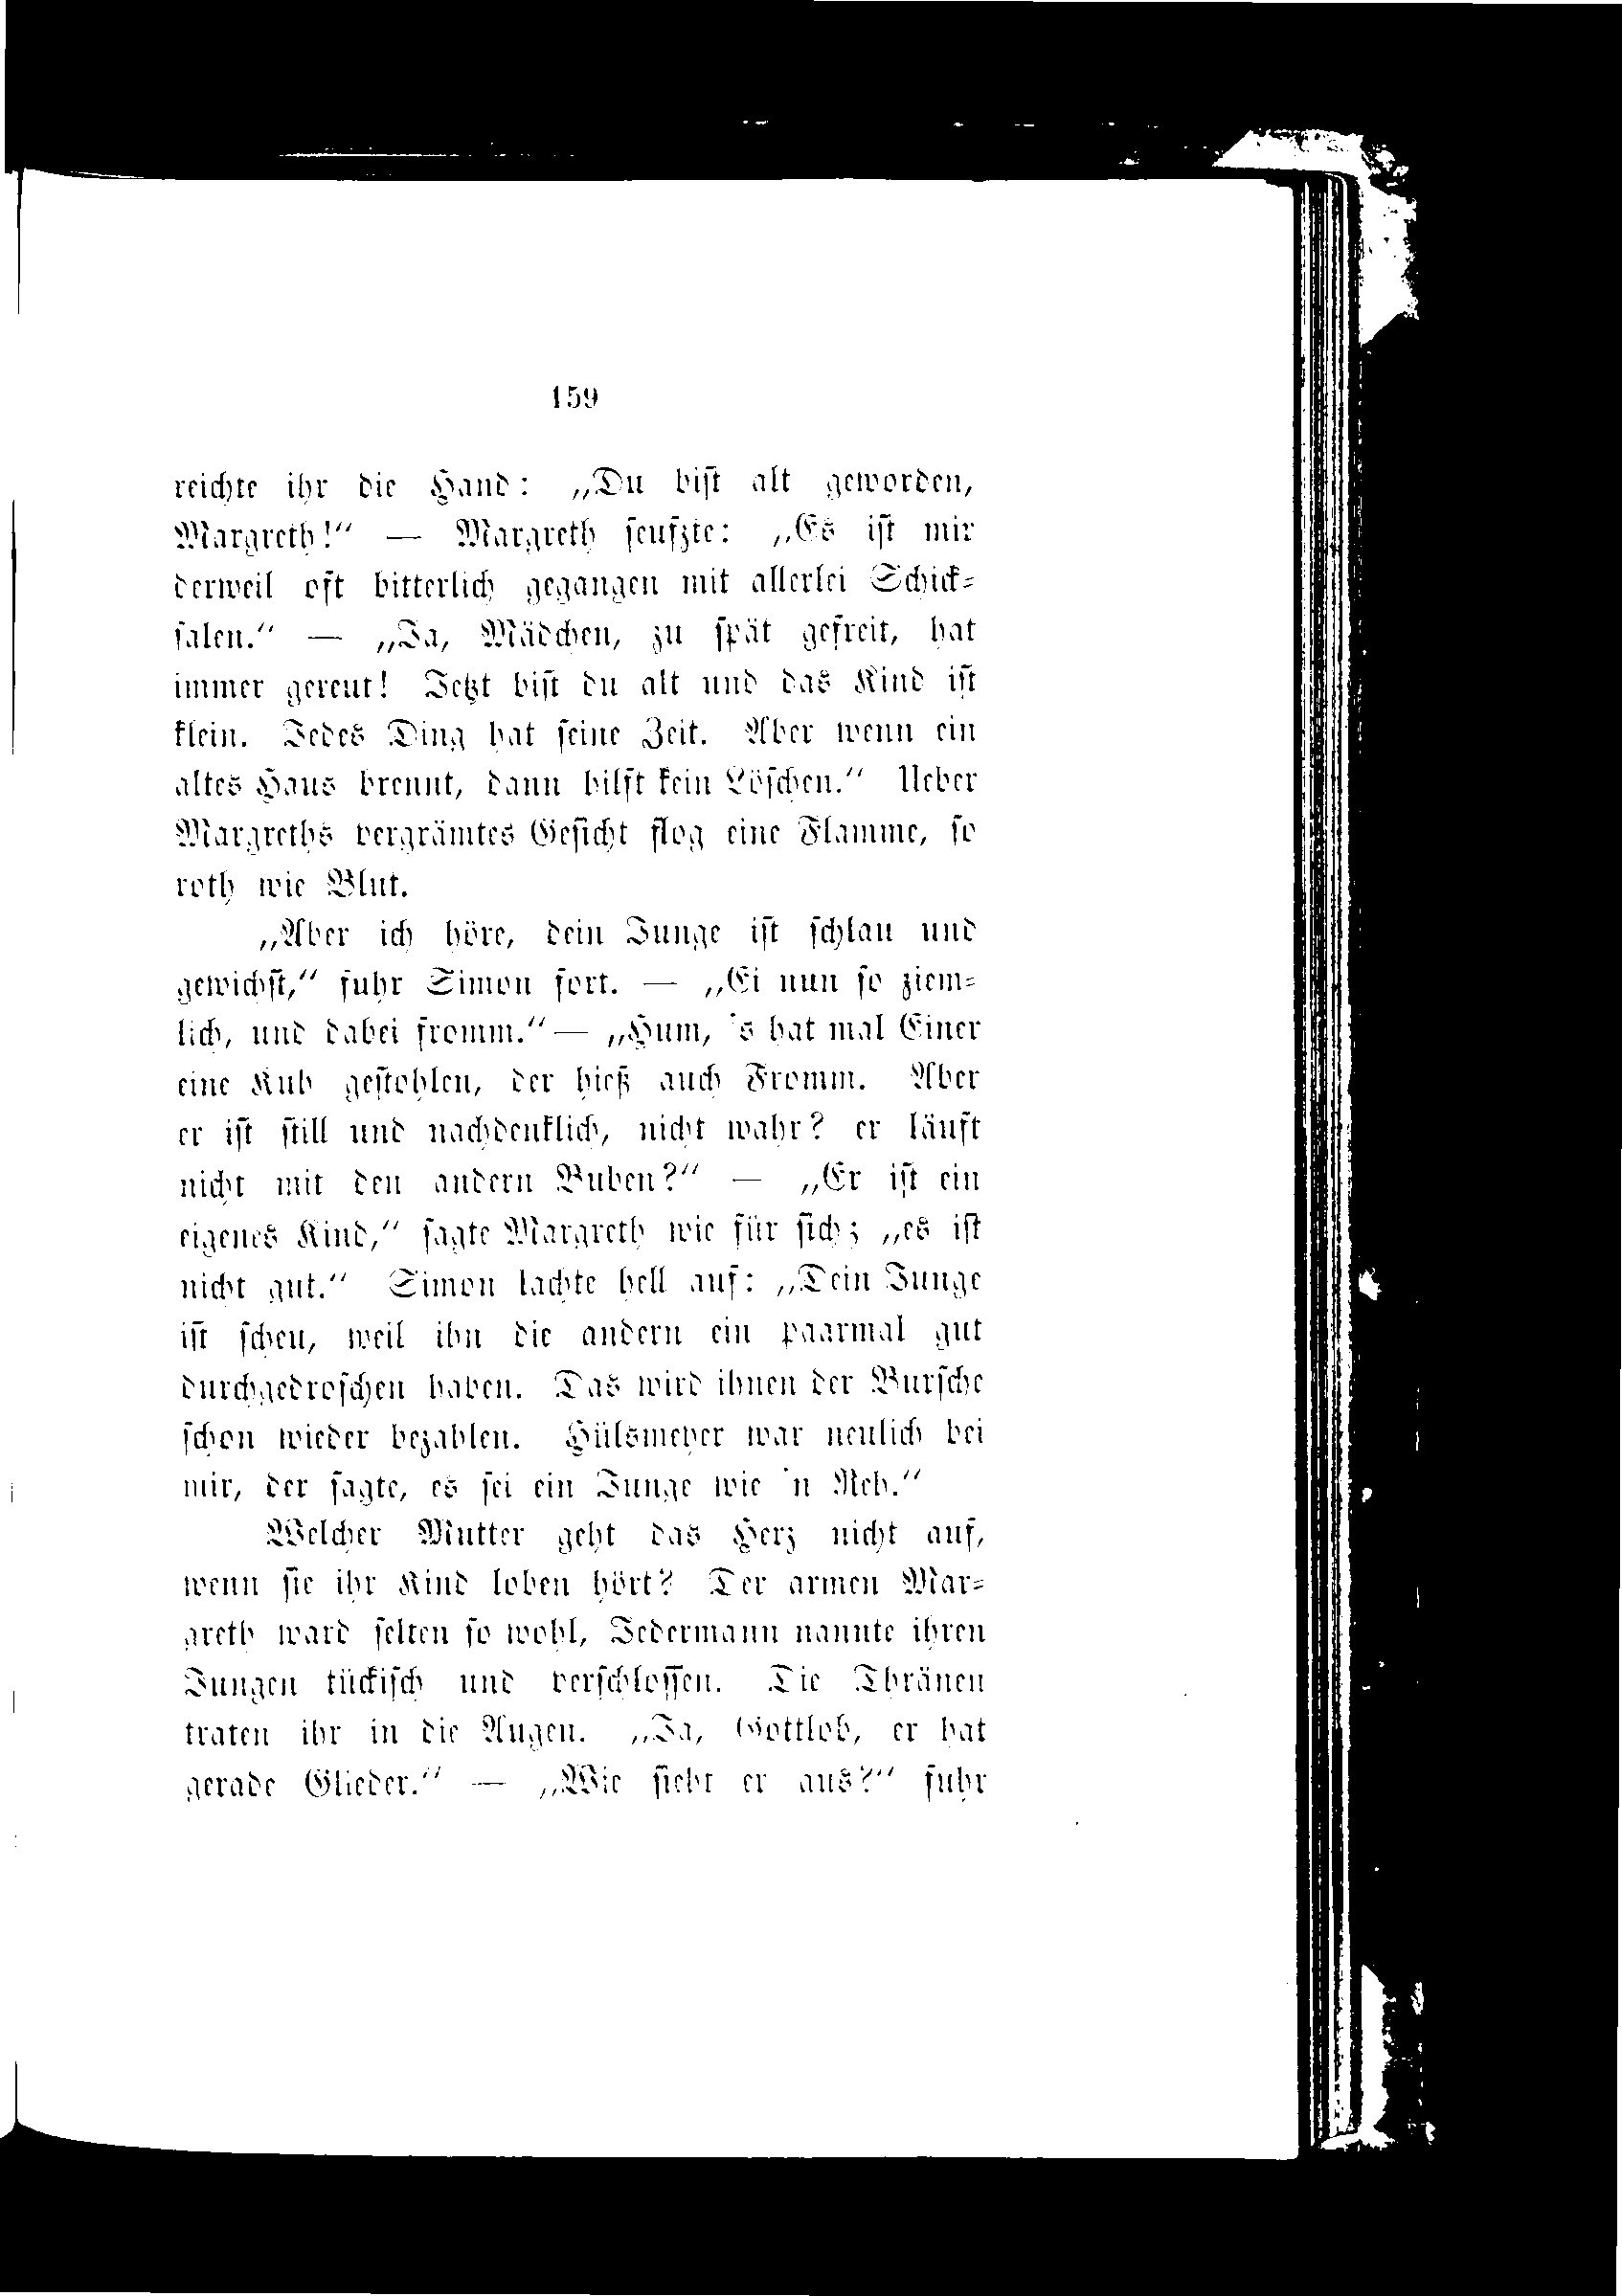 159
reichte ihr die Hand: „Du bist alt geworden,
Margreth!“ — Margreth seufzte: „Es ist mir
derweil oft bitterlich gegangen mit allerlei Schick=
salen.“ — „Ja, Mädchen, zu spät gefreit, hat
immer gereut! Jetzt bist du alt und das Kind ist
klein. Jedes Ding hat seine Zeit. Aber wenn ein
altes Haus brennt, dann hilft kein Löschen.“ Ueber
Margreths vergrämtes Gesicht flog eine Flamme, so
roth wie Blut.
„Aber ich höre, dein Junge ist schlau und
gewichst,“ fuhr Simon fort. — „Ei nun so ziem=
lich, und dabei fromm.“ — „Hum, 's hat mal Einer
eine Kuh gestohlen, der hieß auch Fromm. Aber
er ist still und nachdenklich, nicht wahr? er läuft
nicht mit den andern Buben?“ — „Er ist ein
eigenes Kind,“ sagte Margreth wie für sich; „es ist
nicht gut.“ Simon lachte hell auf: „Dein Junge
ist scheu, weil ihn die andern ein paarmal gut
durchgedroschen haben. Das wird ihnen der Bursche
schon wieder bezahlen. Hülsmeyer war neulich bei
mir, der sagte, es sei ein Junge wie 'n Reh.“
Welcher Mutter geht das Herz nicht auf,
wenn sie ihr Kind loben hört? Der armen Mar=
greth ward selten so wohl, Jedermann nannte ihren
Jungen tückisch und verschlossen. Die Thränen
traten ihr in die Augen. „Ja, Gottlob, er hat
gerade Glieder.“ — „Wie sieht er aus?“ fuhr